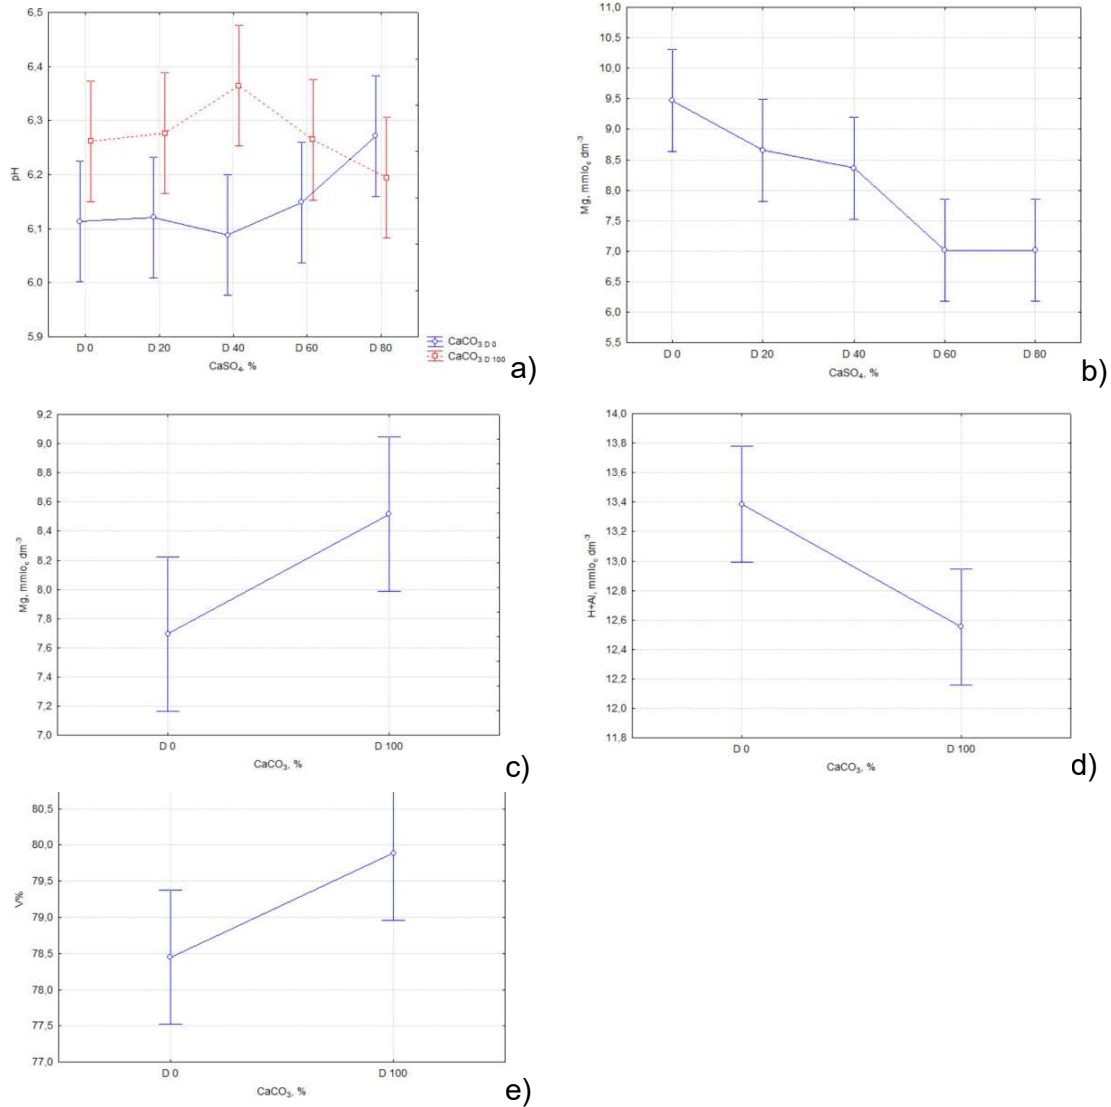 6,5
6,4
6,3
6,2
6,1
6,0
5,9
pH
D 0 D 20 D 40 D 60 D 80
CaSO₄, %
CaCO₃ D 0
CaCO₃ D 100
a)
11,0
10,5
10,0
9,5
9,0
8,5
8,0
7,5
7,0
6,5
6,0
5,5
Mg, mmlo_c dm⁻³
D 0 D 20 D 40 D 60 D 80
CaSO₄, %
b)
9,2
9,0
8,8
8,6
8,4
8,2
8,0
7,8
7,6
7,4
7,2
7,0
Mg, mmlo_c dm⁻³
D 0 D 100
CaCO₃, %
c)
14,0
13,8
13,6
13,4
13,2
13,0
12,8
12,6
12,4
12,2
12,0
11,8
H+Al, mmlo_c dm⁻³
D 0 D 100
CaCO₃, %
d)
80,5
80,0
79,5
79,0
78,5
78,0
77,5
77,0
V%
D 0 D 100
CaCO₃, %
e)